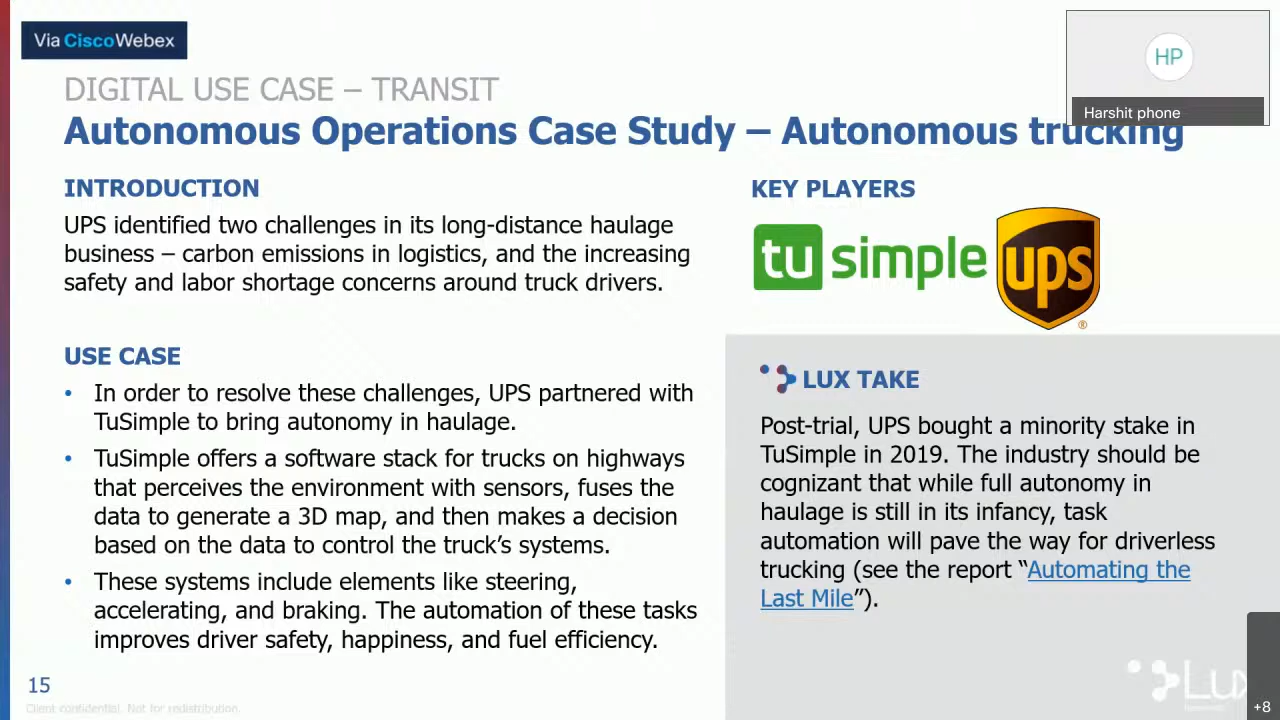 Via CiscoWebex
HP
Harshit phone
DIGITAL USE CASE – TRANSIT
Autonomous Operations Case Study – Autonomous trucking
INTRODUCTION
UPS identified two challenges in its long-distance haulage
business – carbon emissions in logistics, and the increasing
safety and labor shortage concerns around truck drivers.
USE CASE
• In order to resolve these challenges, UPS partnered with
TuSimple to bring autonomy in haulage.
• TuSimple offers a software stack for trucks on highways
that perceives the environment with sensors, fuses the
data to generate a 3D map, and then makes a decision
based on the data to control the truck's systems.
• These systems include elements like steering,
accelerating, and braking. The automation of these tasks
improves driver safety, happiness, and fuel efficiency.
KEY PLAYERS
tu simple
ups
®
LUX TAKE
Post-trial, UPS bought a minority stake in
TuSimple in 2019. The industry should be
cognizant that while full autonomy in
haulage is still in its infancy, task
automation will pave the way for driverless
trucking (see the report “Automating the
Last Mile”).
15
Client confidential. Not for redistribution.
Lux
+8